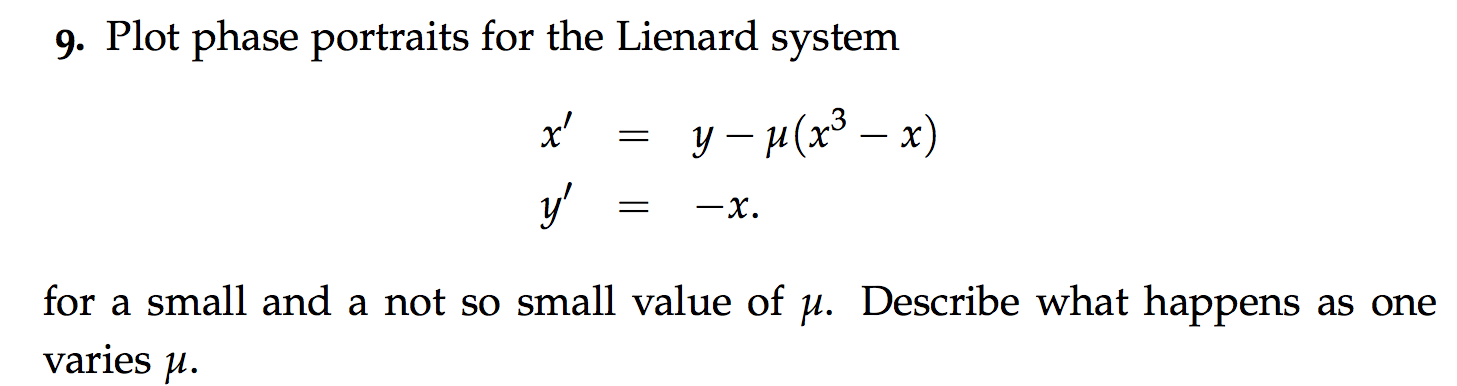 9. Plot phase portraits for the Lienard system
x′ = y − μ(x³ − x)
y′ = −x.
for a small and a not so small value of μ. Describe what happens as one
varies μ.